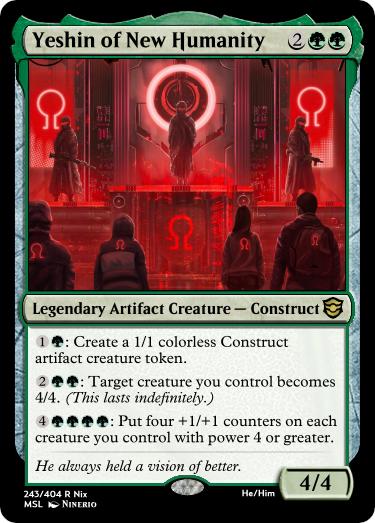 Yeshin of New Humanity 2
Ω Ω
Ω
Ω Ω
Legendary Artifact Creature — Construct
1 : Create a 1/1 colorless Construct
artifact creature token.
2 : Target creature you control becomes
4/4. (This lasts indefinitely.)
4 : Put four +1/+1 counters on each
creature you control with power 4 or greater.
He always held a vision of better.
4/4
243/404 R Nix He/Him
MSL Ninerio